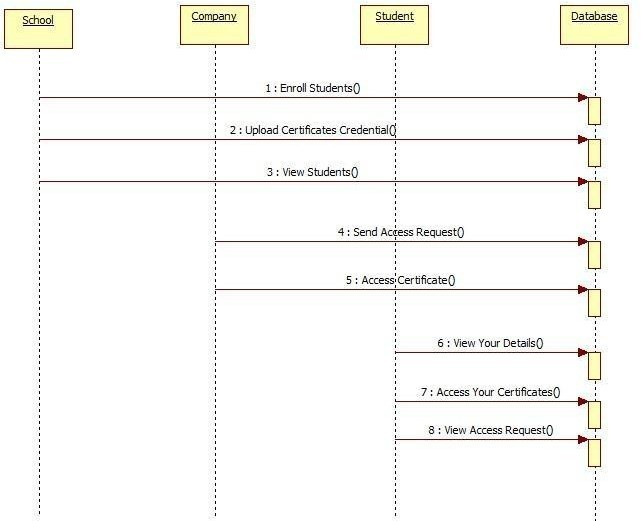 School
Company
Student
Database
1 : Enroll Students()
2 : Upload Certificates Credential()
3 : View Students()
4 : Send Access Request()
5 : Access Certificate()
6 : View Your Details()
7 : Access Your Certificates()
8 : View Access Request()